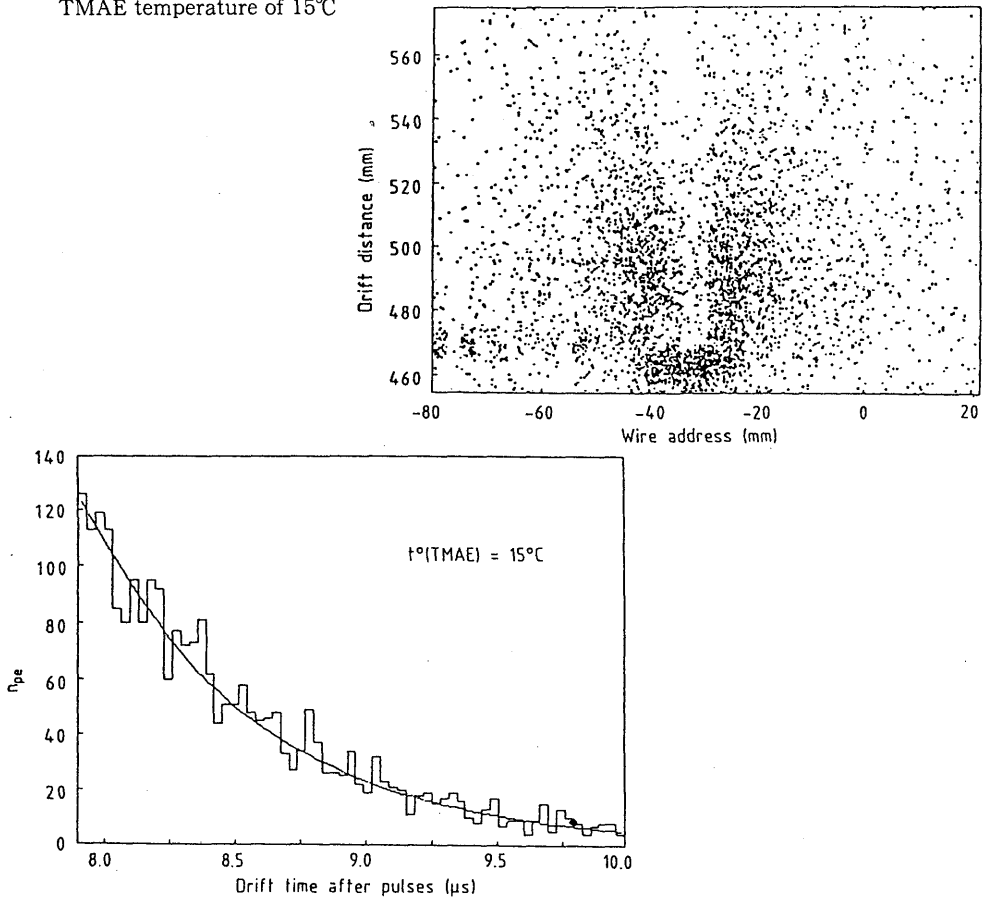 TMAE temperature of 15℃
560
540
520
500
480
460
Drift distance (mm)
-80 -60 -40 -20 0 20
Wire address (mm)
140
120
100
80
60
40
20
0
n_pe
t°(TMAE) = 15°C
8.0 8.5 9.0 9.5 10.0
Drift time after pulses (µs)